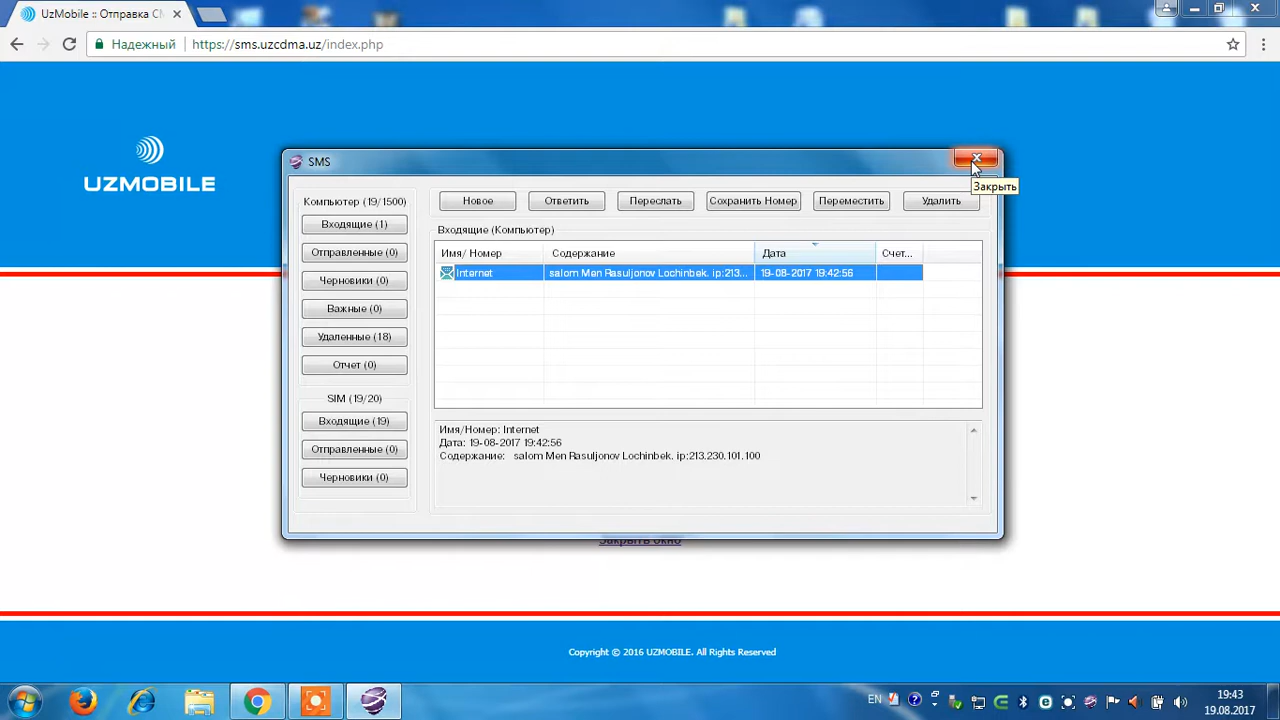 UzMobile :: Отправка СМ
Надежный
https://sms.uzcdma.uz/index.php
UZMOBILE
SMS
Закрыть
Компьютер (19/1500)
Входящие (1)
Отправленные (0)
Черновики (0)
Важные (0)
Удаленные (18)
Отчет (0)
SIM (19/20)
Входящие (19)
Отправленные (0)
Черновики (0)
Новое
Ответить
Переслать
Сохранить Номер
Переместить
Удалить
Входящие (Компьютер)
Имя/ Номер Содержание Дата Счет...
Internet salom Men Rasuljonov Lochinbek. ip:213... 19-08-2017 19:42:56
Имя/Номер: Internet
Дата: 19-08-2017 19:42:56
Содержание: salom Men Rasuljonov Lochinbek. ip:213.230.101.100
Закрыть окно
Copyright © 2016 UZMOBILE. All Rights Reserved
EN
19:43
19.08.2017